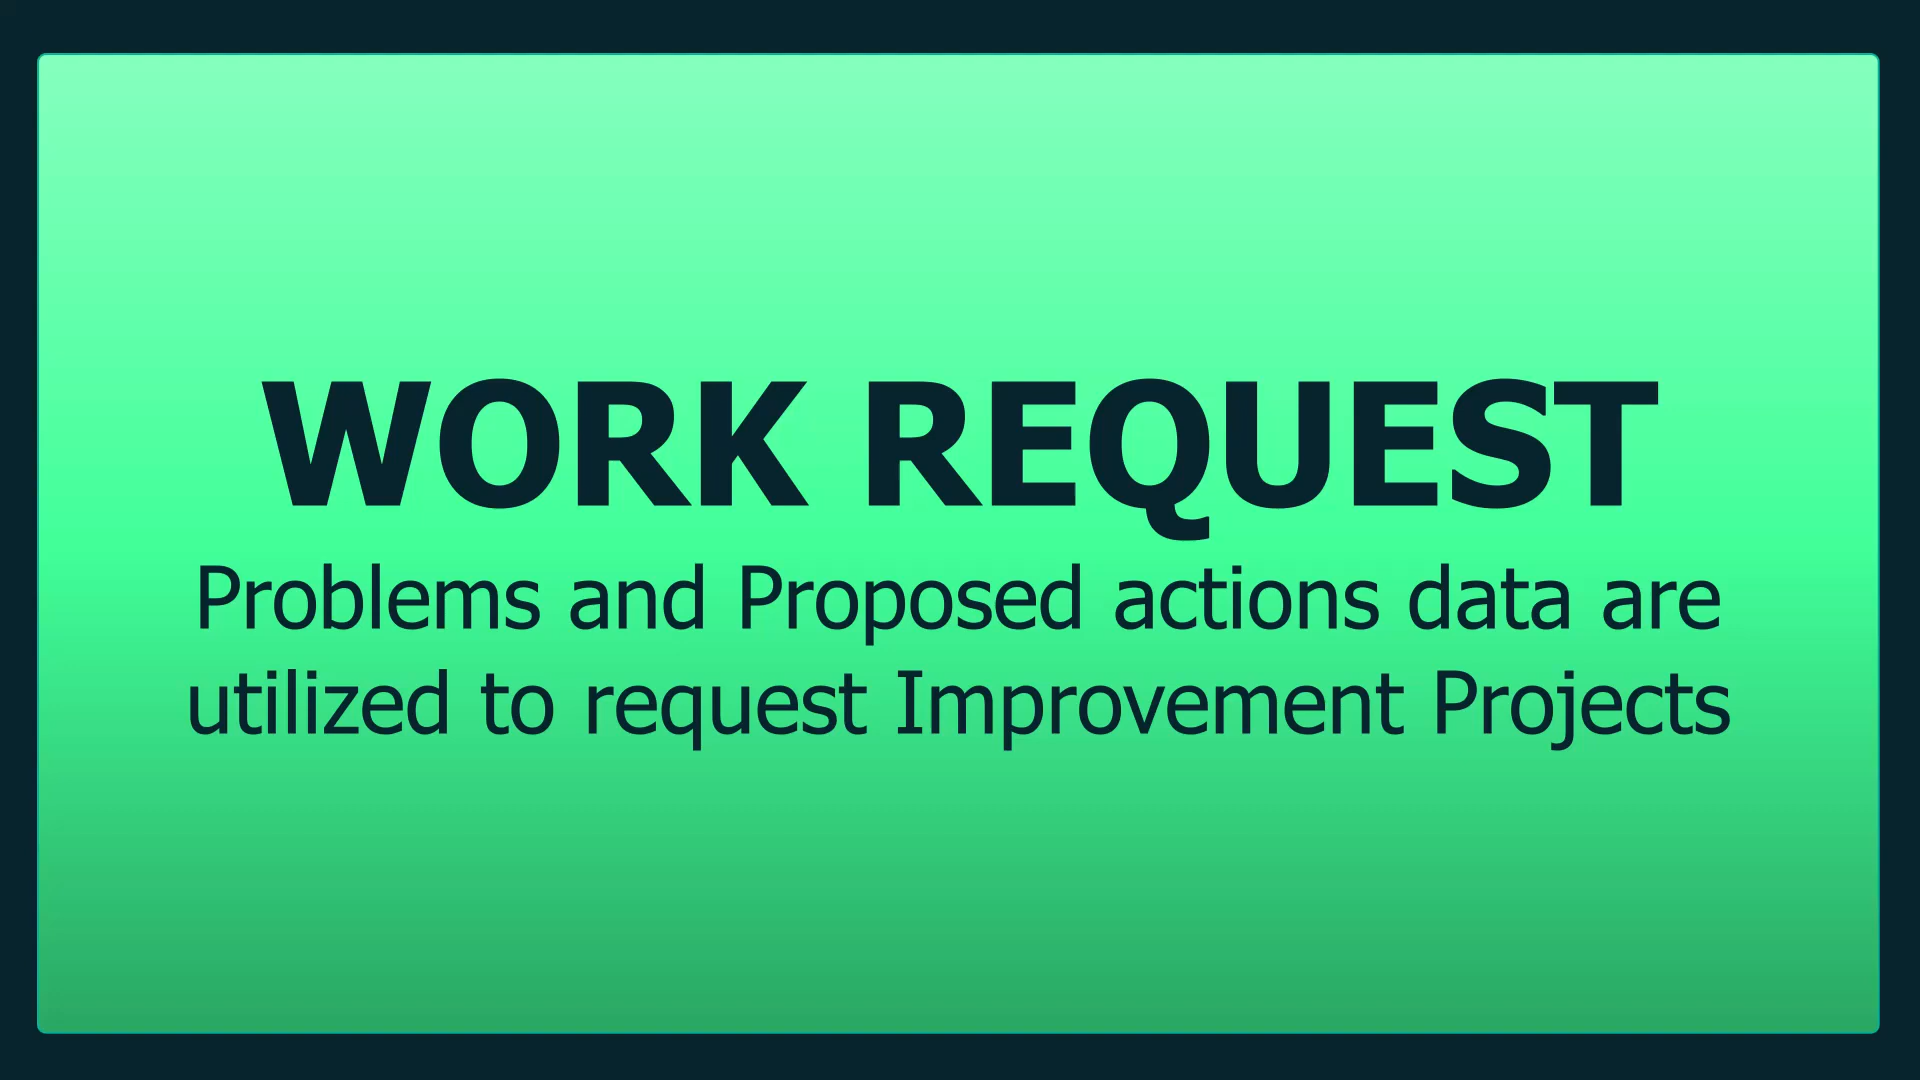 WORK REQUEST
Problems and Proposed actions data are
utilized to request Improvement Projects